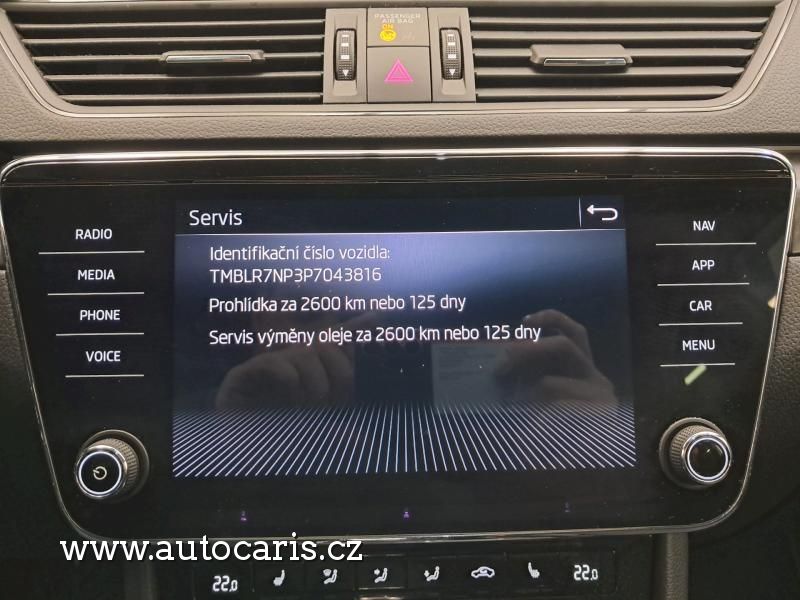 PASSENGER
AIR BAG
ON
Servis
RADIO
MEDIA
PHONE
VOICE
Identifikační číslo vozidla:
TMBLR7NP3P7043816
Prohlídka za 2600 km nebo 125 dny
Servis výměny oleje za 2600 km nebo 125 dny
NAV
APP
CAR
MENU
www.autocaris.cz
22.0
22.0